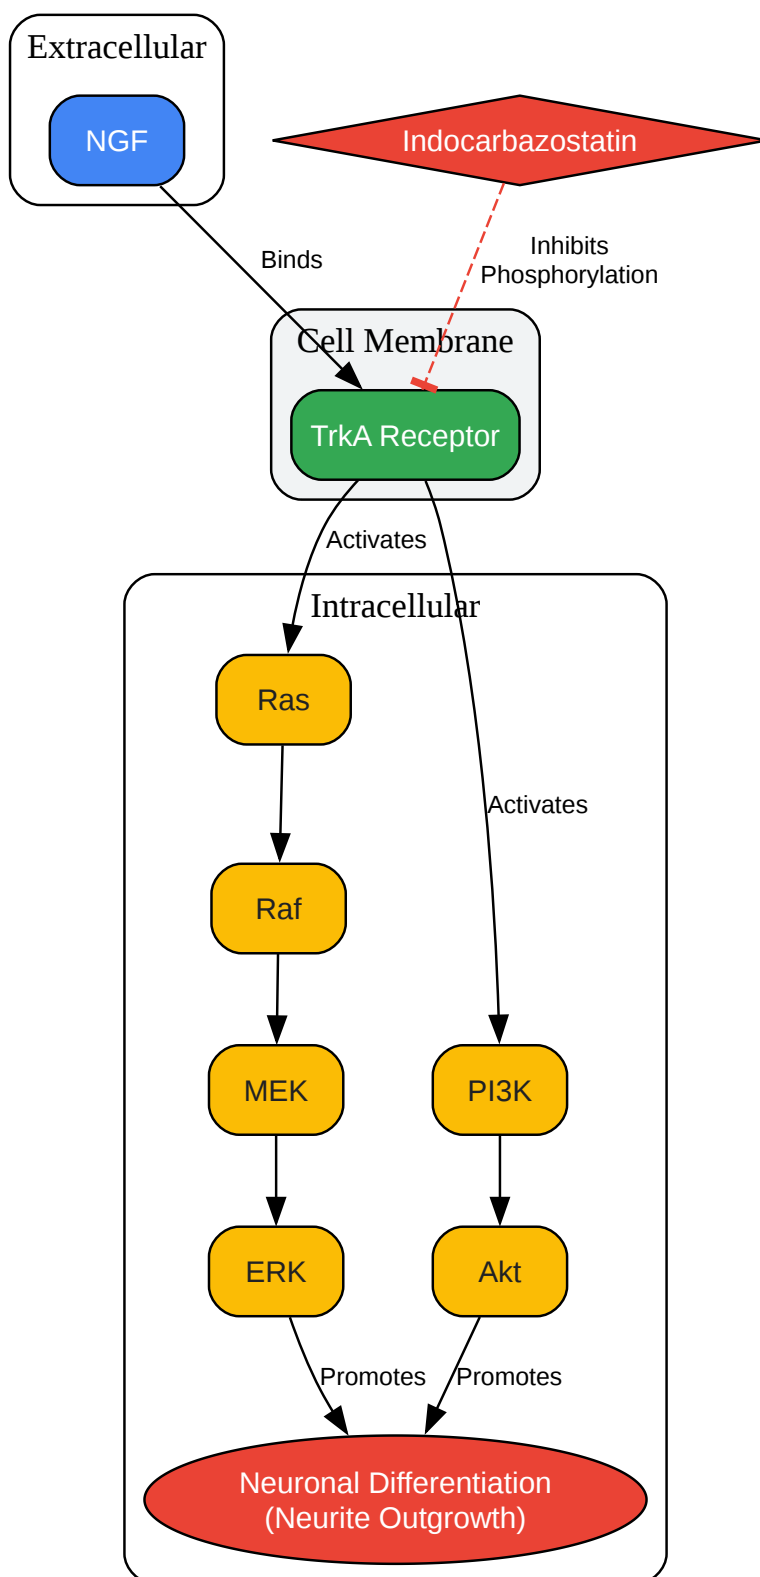 Extracellular
NGF
Indocarbazostatin
Binds
Inhibits
Phosphorylation
Cell Membrane
TrkA Receptor
Activates
Intracellular
Ras
Activates
Raf
MEK
PI3K
ERK
Akt
Promotes
Promotes
Neuronal Differentiation
(Neurite Outgrowth)